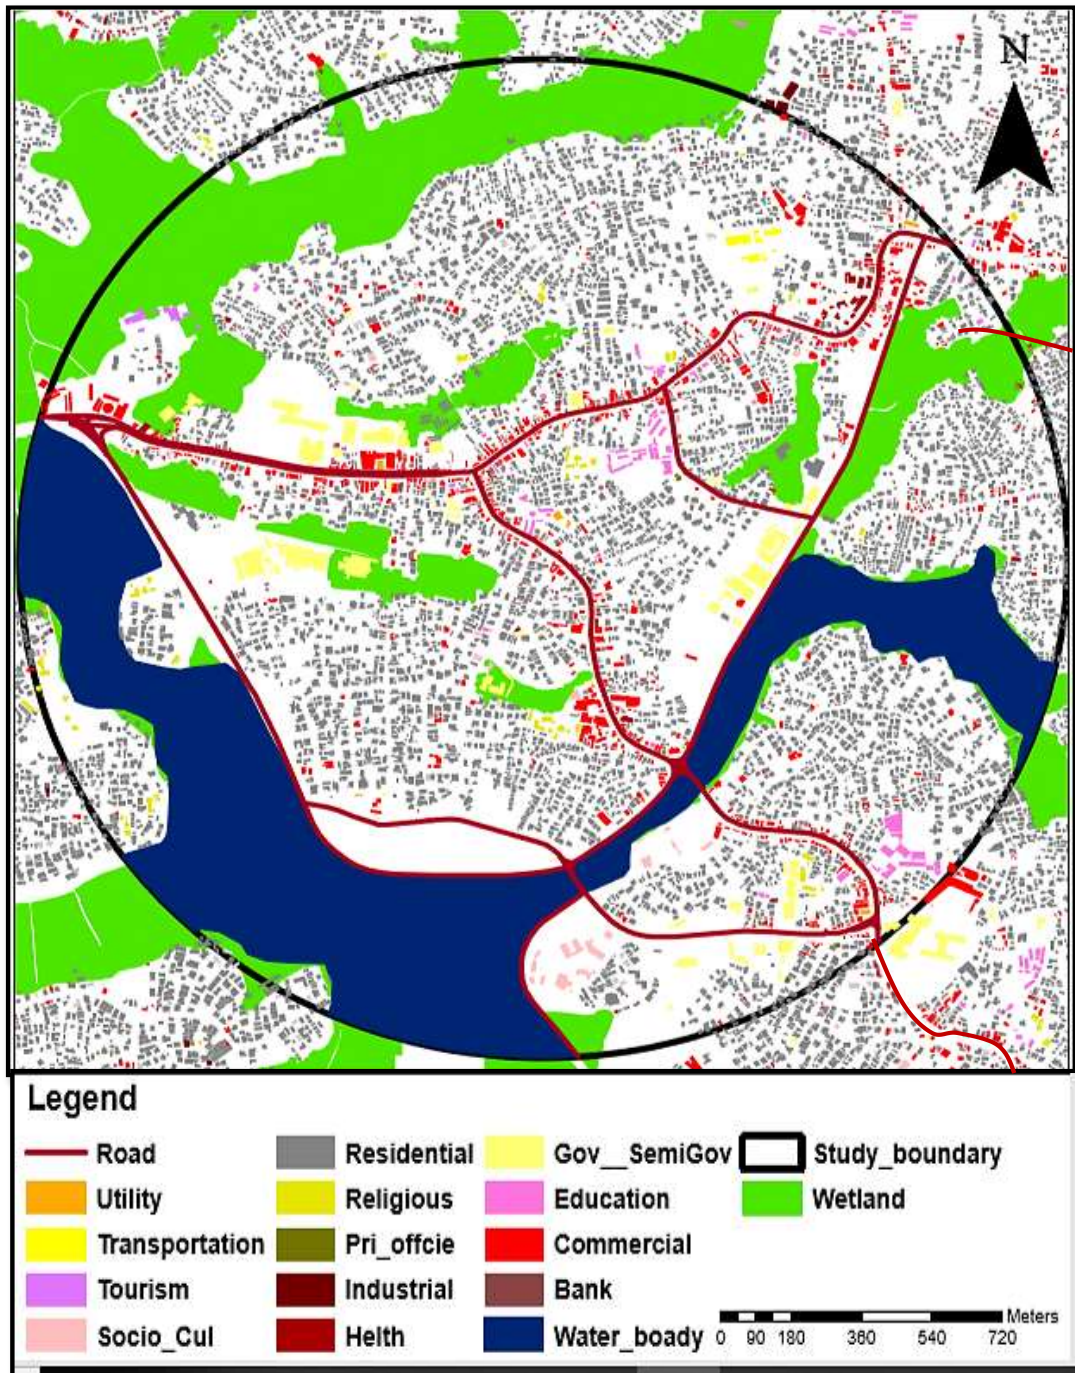 N
Legend
Road
Residential
Gov__SemiGov
Study_boundary
Utility
Religious
Education
Wetland
Transportation
Pri_offcie
Commercial
Tourism
Industrial
Bank
Socio_Cul
Helth
Water_boady
Meters
0 90 180 360 540 720